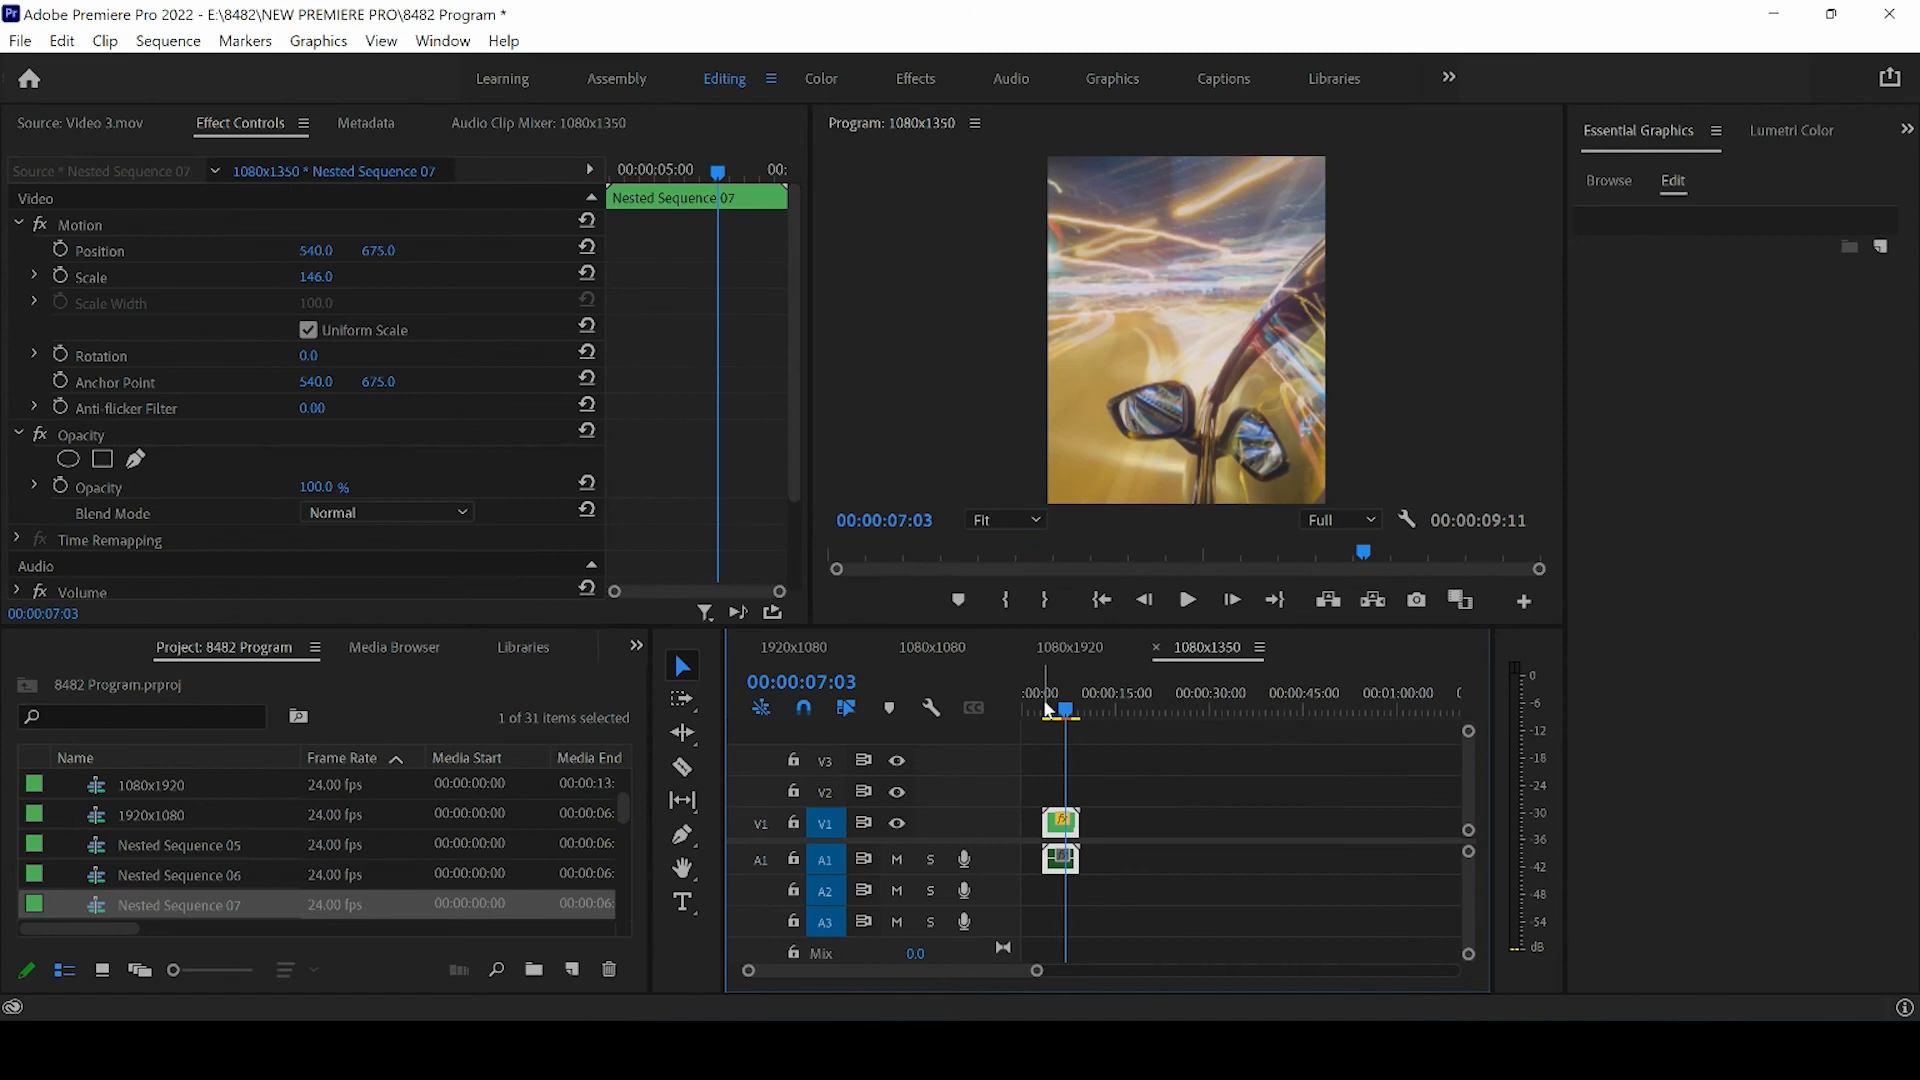 Adobe Premiere Pro 2022 - E:\8482\NEW PREMIERE PRO\8482 Program *
File Edit Clip Sequence Markers Graphics View Window Help
Learning Assembly Editing Color Effects Audio Graphics Captions Libraries
Source: Video 3.mov Effect Controls Metadata Audio Clip Mixer: 1080x1350
Program: 1080x1350
Essential Graphics Lumetri Color
Browse Edit
Source * Nested Sequence 07 1080x1350 * Nested Sequence 07 00:00:05:00 00:
Video Nested Sequence 07
fx Motion
Position 540.0 675.0
Scale 146.0
Scale Width 100.0
Uniform Scale
Rotation 0.0
Anchor Point 540.0 675.0
Anti-flicker Filter 0.00
fx Opacity
Opacity 100.0 %
Blend Mode Normal
fx Time Remapping
Audio
fx Volume
00:00:07:03
00:00:07:03 Fit Full 00:00:09:11
Project: 8482 Program Media Browser Libraries
8482 Program.prproj
1 of 31 items selected
Name Frame Rate Media Start Media End
1080x1920 24.00 fps 00:00:00:00 00:00:13:
1920x1080 24.00 fps 00:00:00:00 00:00:06:
Nested Sequence 05 24.00 fps 00:00:00:00 00:00:06:
Nested Sequence 06 24.00 fps 00:00:00:00 00:00:06:
Nested Sequence 07 24.00 fps 00:00:00:00 00:00:06:
1920x1080 1080x1080 1080x1920 × 1080x1350
00:00:07:03
:00:00 00:00:15:00 00:00:30:00 00:00:45:00 00:01:00:00
V3
V2
V1 V1 fx
A1 A1 M S fx
A2 M S
A3 M S
Mix 0.0
0
-6
-12
-18
-24
-30
-36
-42
-48
-54
dB